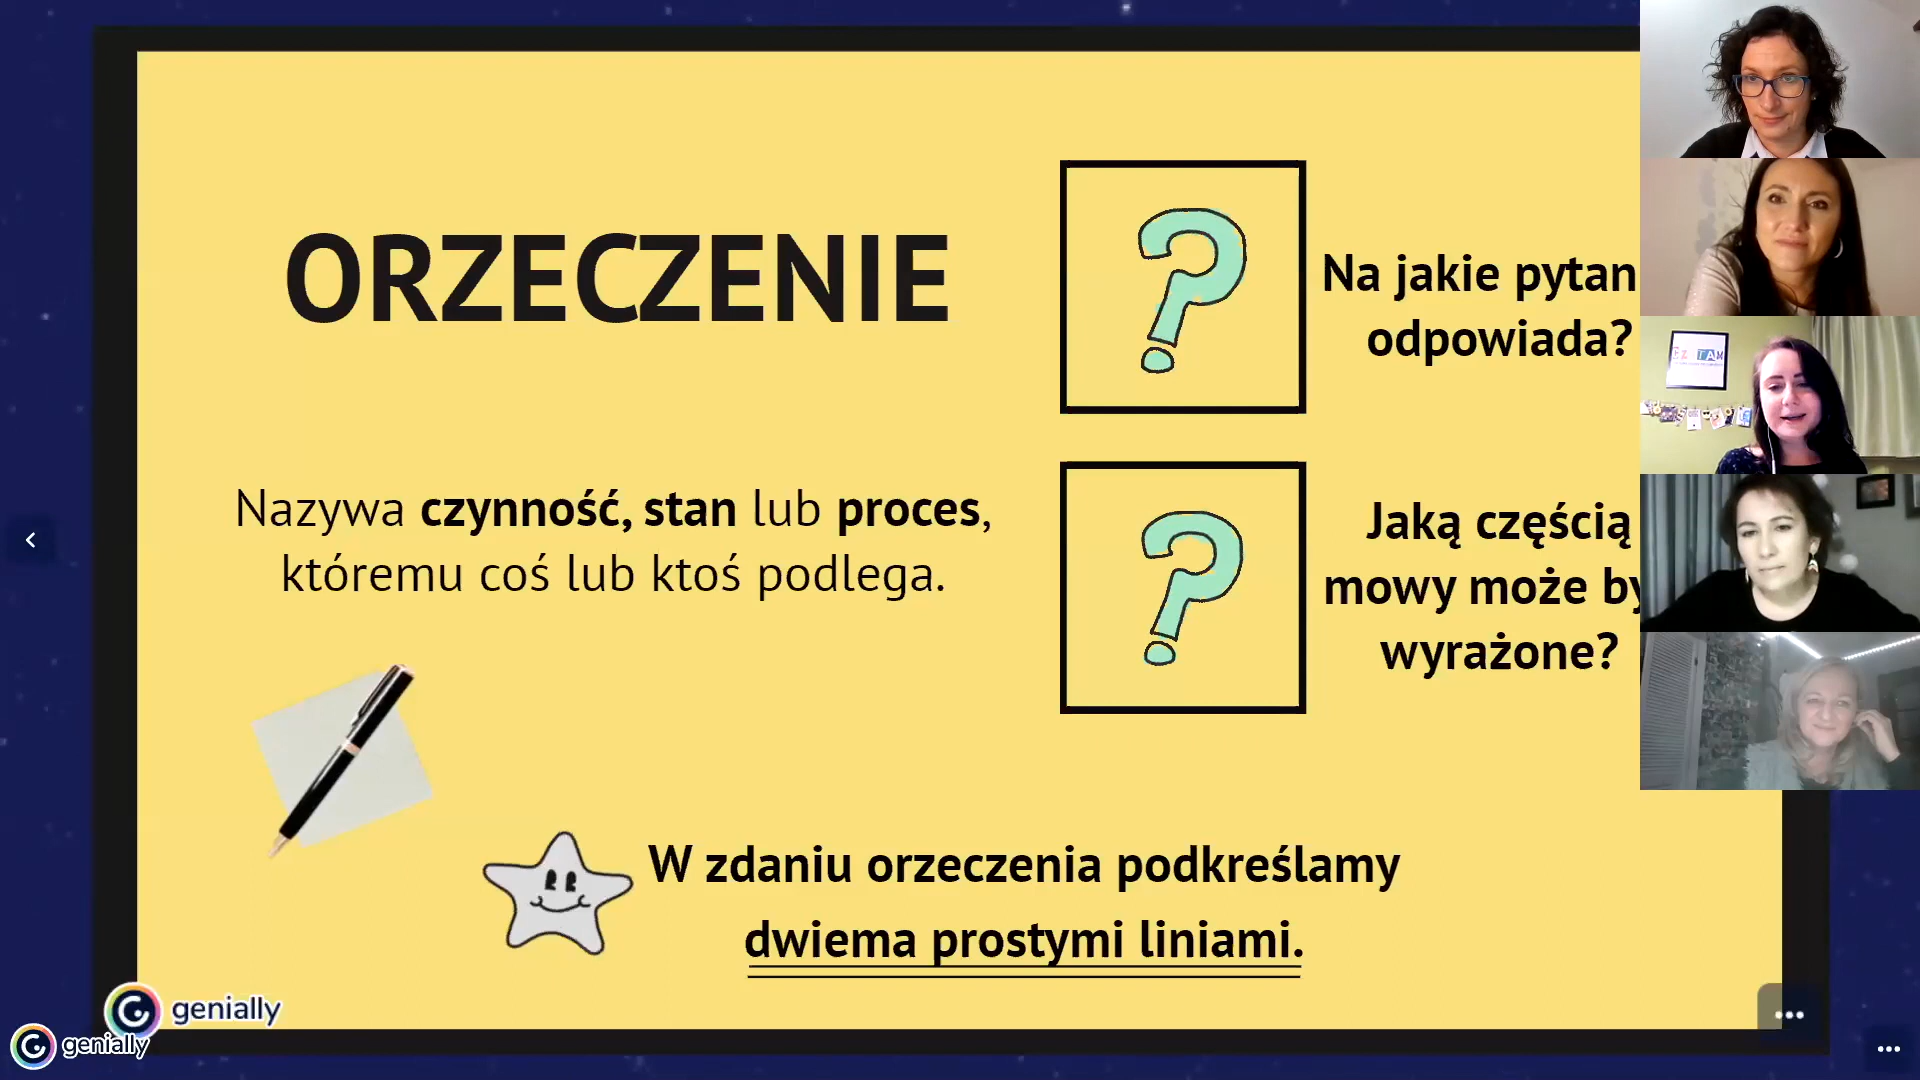 ORZECZENIE
Nazywa czynność, stan lub proces,
któremu coś lub ktoś podlega.
Na jakie pytan
odpowiada?
Jaką częścią
mowy może by
wyrażone?
W zdaniu orzeczenia podkreślamy
dwiema prostymi liniami.
genially
genially